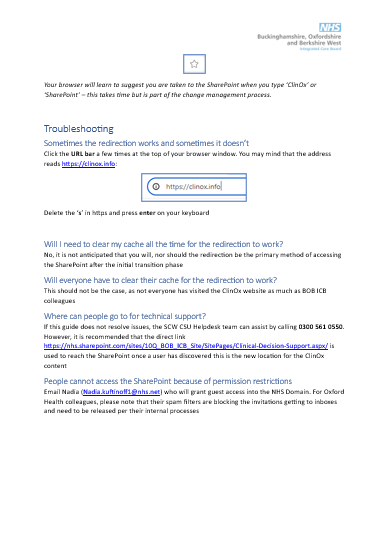 NHS
Buckinghamshire, Oxfordshire
and Berkshire West
Integrated Care Board
Your browser will learn to suggest you are taken to the SharePoint when you type 'ClinOx' or
'SharePoint' – this takes time but is part of the change management process.
Troubleshooting
Sometimes the redirection works and sometimes it doesn't
Click the URL bar a few times at the top of your browser window. You may mind that the address
reads https://clinox.info:
https://clinox.info
Delete the 's' in https and press enter on your keyboard
Will I need to clear my cache all the time for the redirection to work?
No, it is not anticipated that you will, nor should the redirection be the primary method of accessing
the SharePoint after the initial transition phase
Will everyone have to clear their cache for the redirection to work?
This should not be the case, as not everyone has visited the ClinOx website as much as BOB ICB
colleagues
Where can people go to for technical support?
If this guide does not resolve issues, the SCW CSU Helpdesk team can assist by calling 0300 561 0550.
However, it is recommended that the direct link
https://nhs.sharepoint.com/sites/10Q_BOB_ICB_Site/SitePages/Clinical-Decision-Support.aspx/ is
used to reach the SharePoint once a user has discovered this is the new location for the ClinOx
content
People cannot access the SharePoint because of permission restrictions
Email Nadia (Nadia.kuftinoff1@nhs.net) who will grant guest access into the NHS Domain. For Oxford
Health colleagues, please note that their spam filters are blocking the invitations getting to inboxes
and need to be released per their internal processes